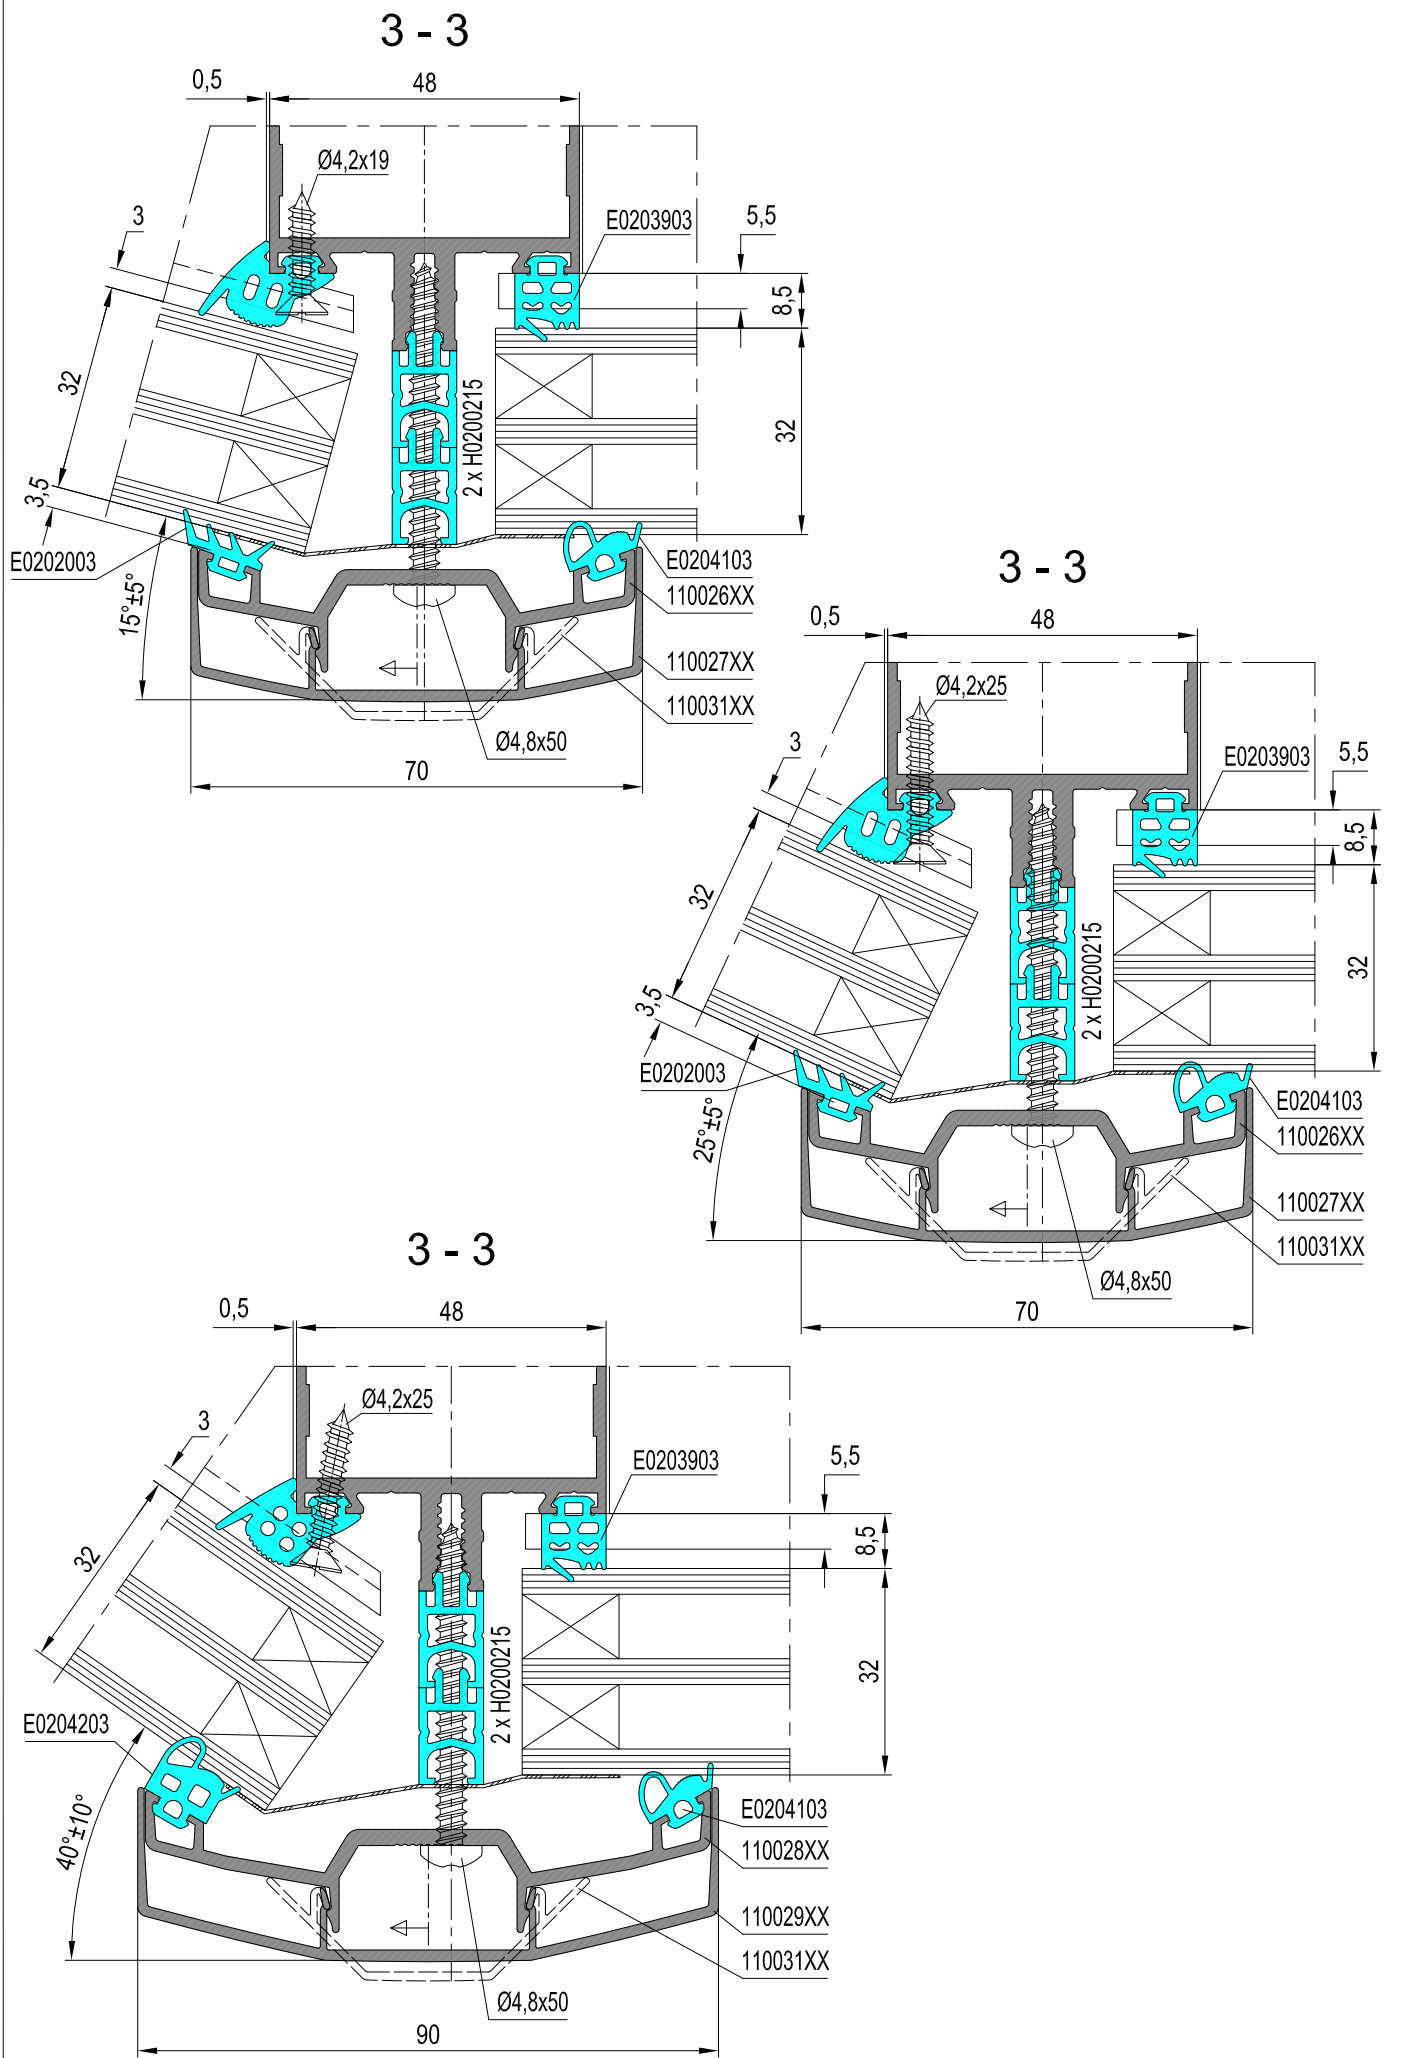 3 - 3
0,5
48
Ø4,2x19
3
E0203903
5,5
8,5
32
32
2 x H0200215
3,5
E0202003
15°±5°
E0204103
110026XX
110027XX
110031XX
Ø4,8x50
70
3 - 3
0,5
48
Ø4,2x25
3
E0203903
5,5
8,5
32
32
2 x H0200215
3,5
E0202003
25°±5°
E0204103
110026XX
110027XX
110031XX
Ø4,8x50
70
3 - 3
0,5
48
Ø4,2x25
3
E0203903
5,5
8,5
32
32
2 x H0200215
E0204203
40°±10°
E0204103
110028XX
110029XX
110031XX
Ø4,8x50
90